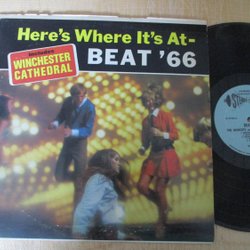 Here's Where It's At-
BEAT '66
includes
WINCHESTER
CATHEDRAL